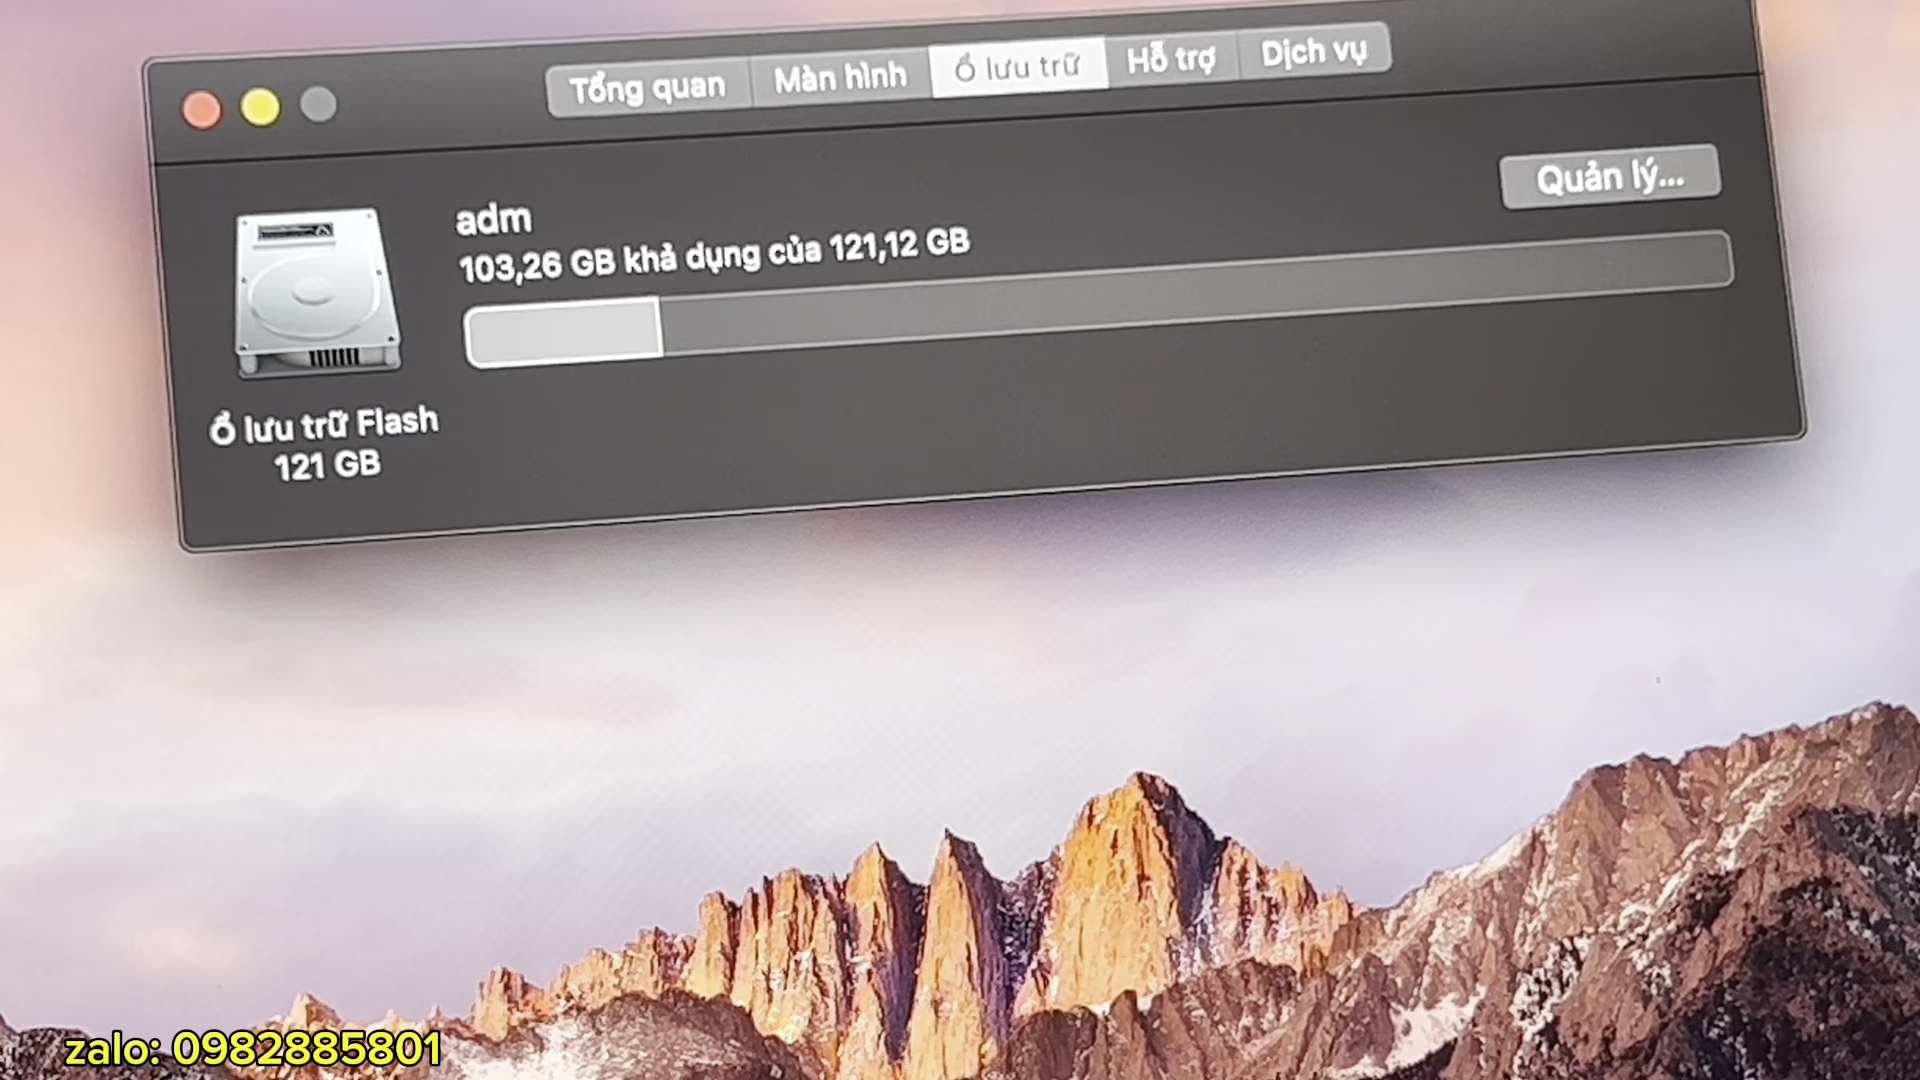 Tổng quan
Màn hình
Ổ lưu trữ
Hỗ trợ
Dịch vụ
Quản lý...
adm
103,26 GB khả dụng của 121,12 GB
Ổ lưu trữ Flash
121 GB
zalo: 0982885801